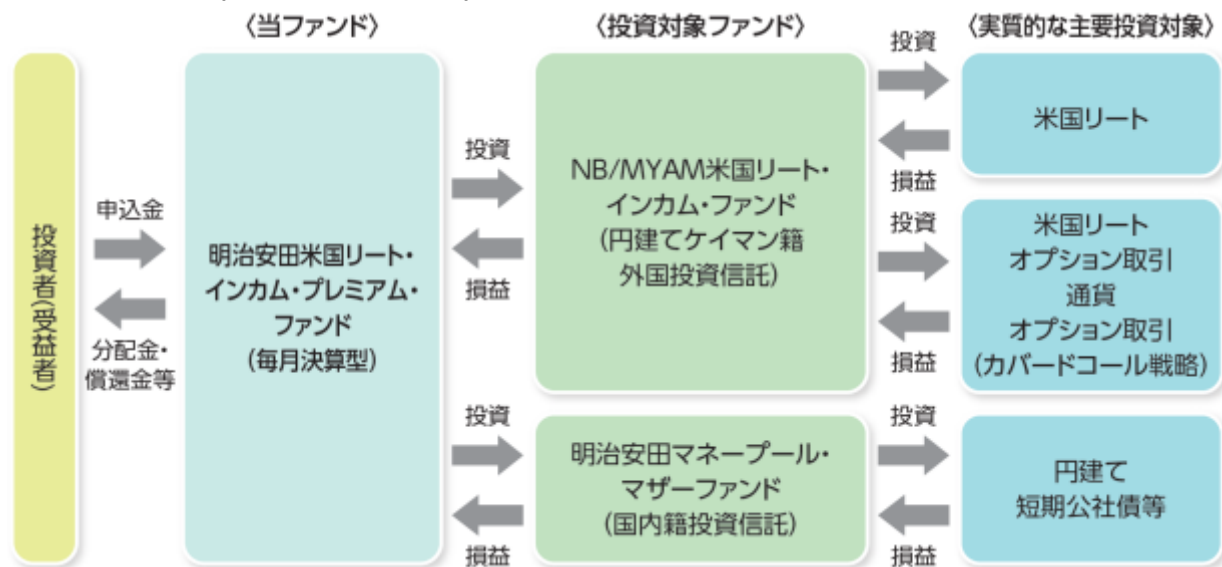 〈当ファンド〉
〈投資対象ファンド〉
〈実質的な主要投資対象〉
投資者(受益者)
申込金
分配金・
償還金等
明治安田米国リート・
インカム・プレミアム・
ファンド
(毎月決算型)
投資
損益
NB/MYAM米国リート・
インカム・ファンド
(円建てケイマン籍
外国投資信託)
投資
損益
米国リート
投資
損益
米国リート
オプション取引
通貨
オプション取引
(カバードコール戦略)
投資
損益
明治安田マネープール・
マザーファンド
(国内籍投資信託)
投資
損益
円建て
短期公社債等